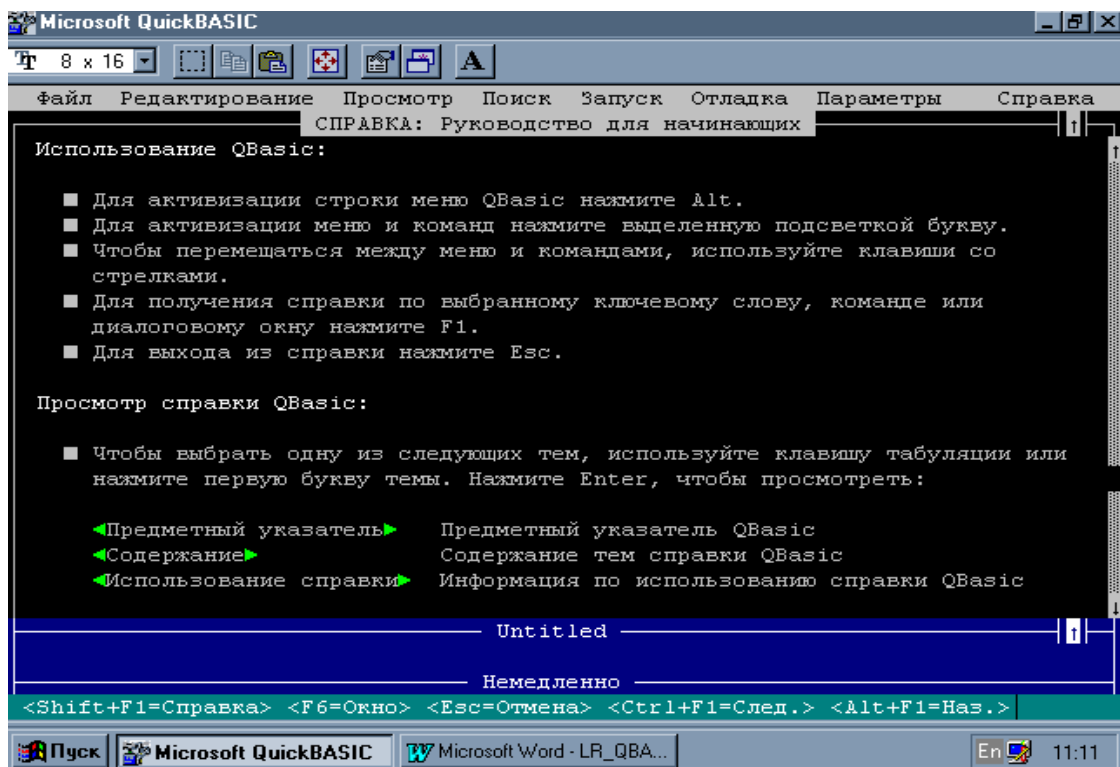 Microsoft QuickBASIC
8 x 16 A
Файл Редактирование Просмотр Поиск Запуск Отладка Параметры Справка
СПРАВКА: Руководство для начинающих
Использование QBasic:
Для активизации строки меню QBasic нажмите Alt.
Для активизации меню и команд нажмите выделенную подсветкой букву.
Чтобы перемещаться между меню и командами, используйте клавиши со
стрелками.
Для получения справки по выбранному ключевому слову, команде или
диалоговому окну нажмите F1.
Для выхода из справки нажмите Esc.
Просмотр справки QBasic:
Чтобы выбрать одну из следующих тем, используйте клавишу табуляции или
нажмите первую букву темы. Нажмите Enter, чтобы просмотреть:
◄Предметный указатель► Предметный указатель QBasic
◄Содержание► Содержание тем справки QBasic
◄Использование справки► Информация по использованию справки QBasic
Untitled
Немедленно
<Shift+F1=Справка> <F6=Окно> <Esc=Отмена> <Ctrl+F1=След.> <Alt+F1=Наз.>
Пуск Microsoft QuickBASIC Microsoft Word - LR_QBA... En 11:11